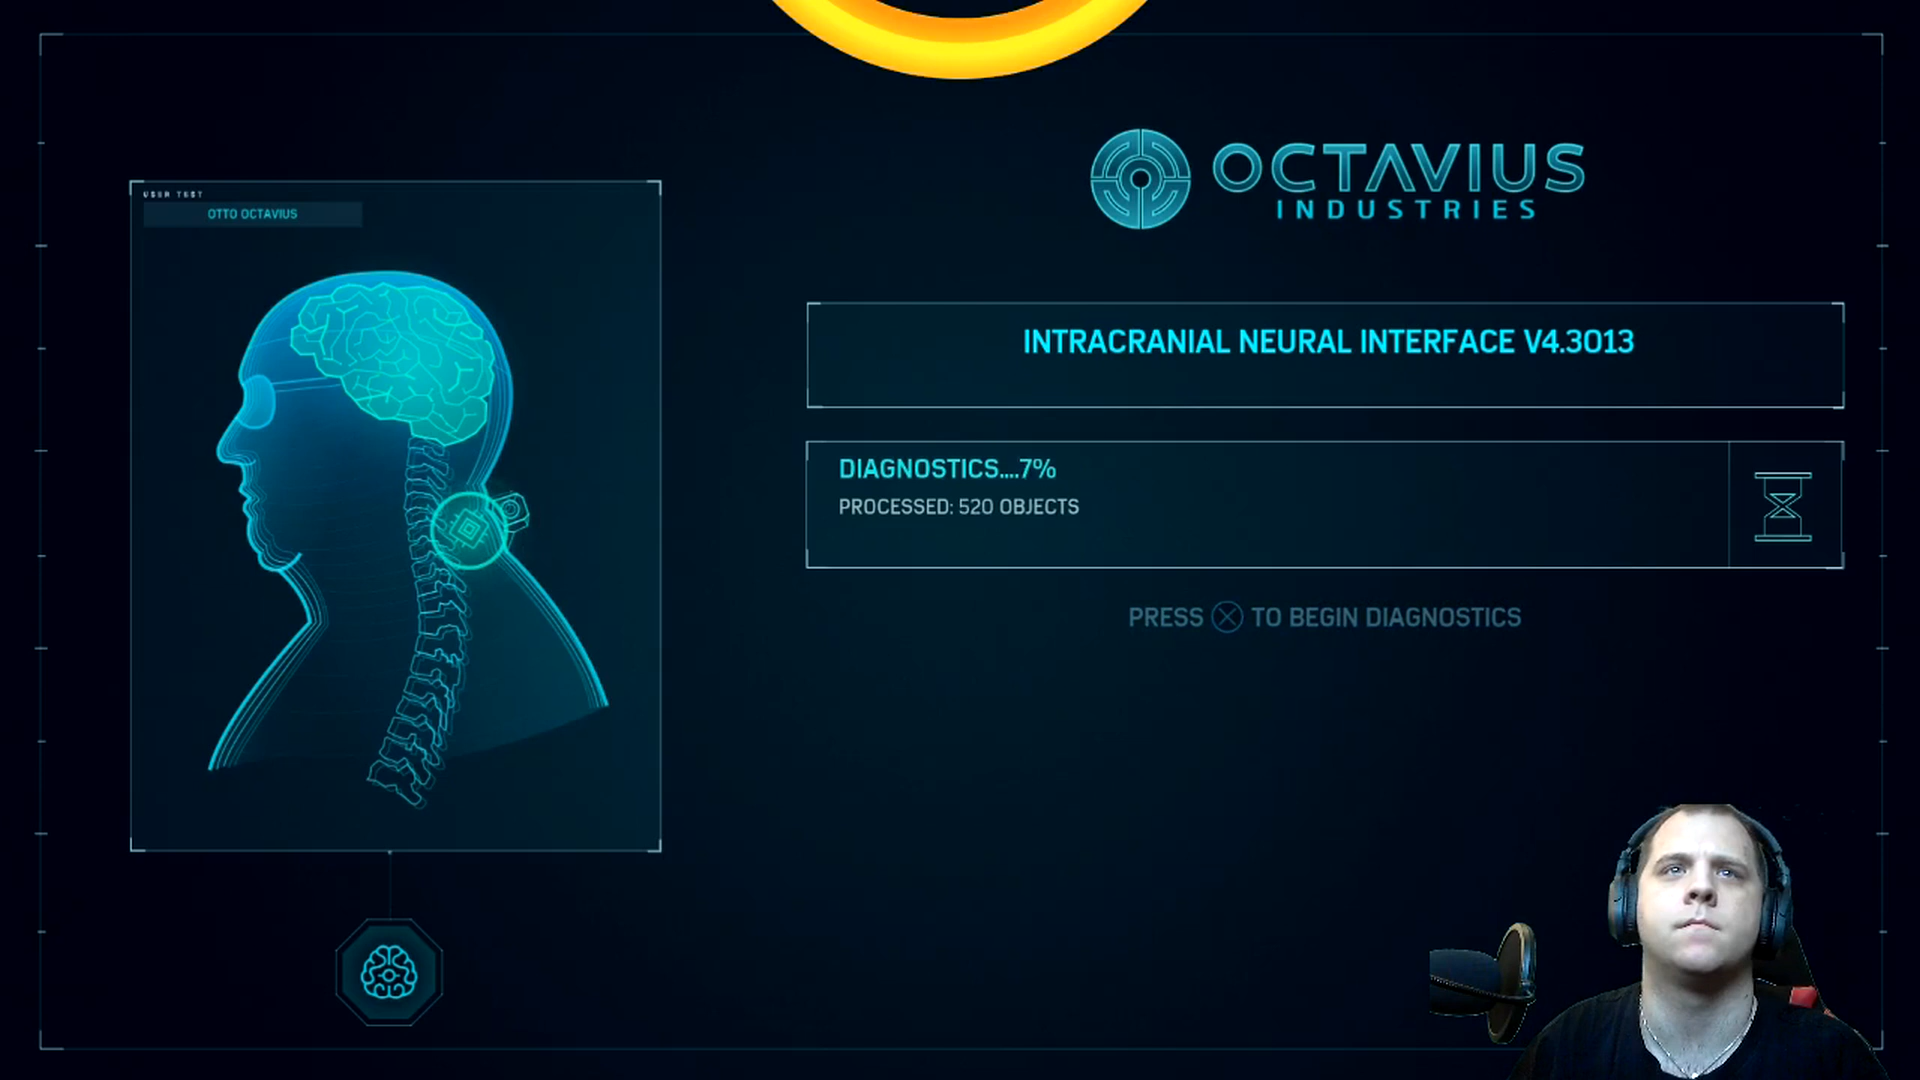 USER TEST
OTTO OCTAVIUS
OCTAVIUS
INDUSTRIES
INTRACRANIAL NEURAL INTERFACE V4.3013
DIAGNOSTICS....7%
PROCESSED: 520 OBJECTS
PRESS ⓧ TO BEGIN DIAGNOSTICS